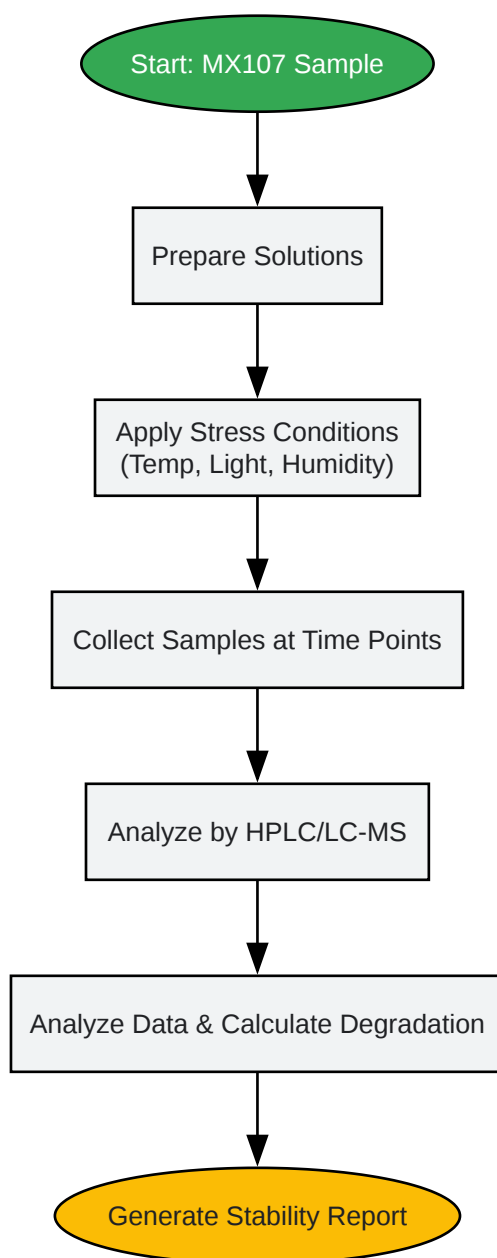 Start: MX107 Sample
Prepare Solutions
Apply Stress Conditions
(Temp, Light, Humidity)
Collect Samples at Time Points
Analyze by HPLC/LC-MS
Analyze Data & Calculate Degradation
Generate Stability Report